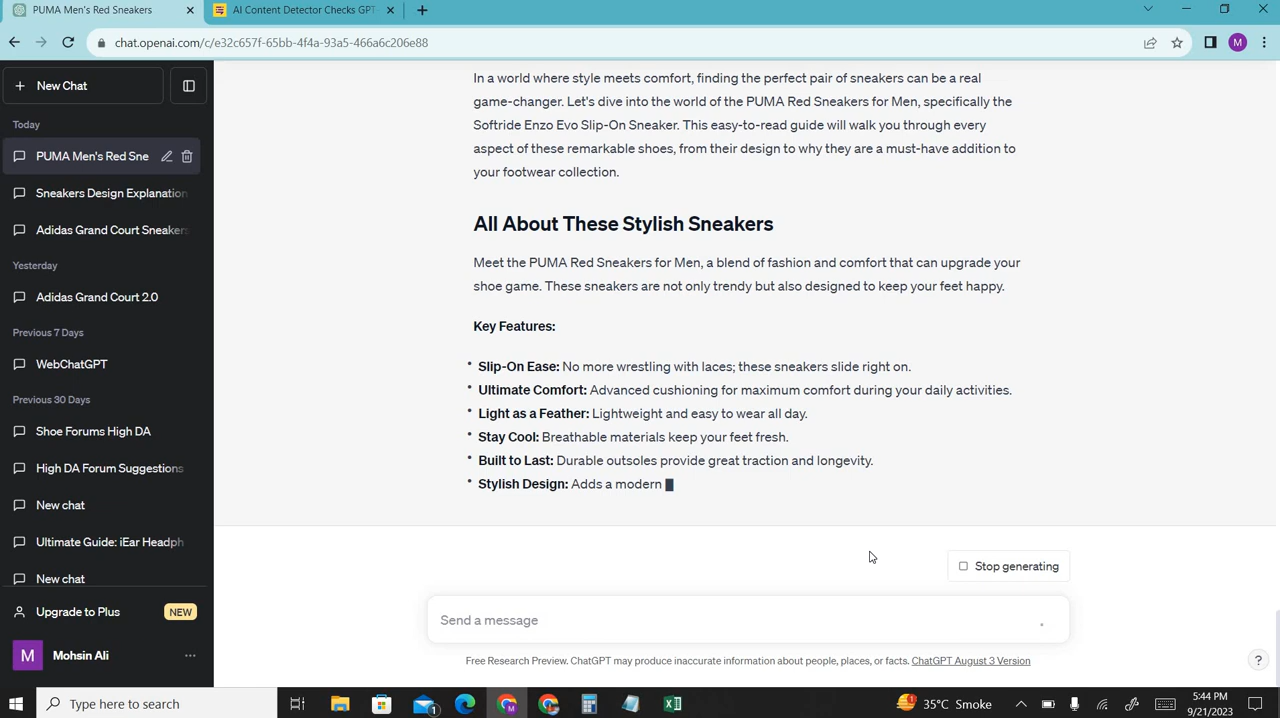 PUMA Men's Red Sneakers
AI Content Detector Checks GPT
chat.openai.com/c/e32c657f-65bb-4f4a-93a5-466a6c206e88
M
New Chat
Today
PUMA Men's Red Sne
Sneakers Design Explanation
Adidas Grand Court Sneaker
Yesterday
Adidas Grand Court 2.0
Previous 7 Days
WebChatGPT
Previous 30 Days
Shoe Forums High DA
High DA Forum Suggestions
New chat
Ultimate Guide: iEar Headph
New chat
Upgrade to Plus NEW
M Mohsin Ali
In a world where style meets comfort, finding the perfect pair of sneakers can be a real
game-changer. Let's dive into the world of the PUMA Red Sneakers for Men, specifically the
Softride Enzo Evo Slip-On Sneaker. This easy-to-read guide will walk you through every
aspect of these remarkable shoes, from their design to why they are a must-have addition to
your footwear collection.
All About These Stylish Sneakers
Meet the PUMA Red Sneakers for Men, a blend of fashion and comfort that can upgrade your
shoe game. These sneakers are not only trendy but also designed to keep your feet happy.
Key Features:
• Slip-On Ease: No more wrestling with laces; these sneakers slide right on.
• Ultimate Comfort: Advanced cushioning for maximum comfort during your daily activities.
• Light as a Feather: Lightweight and easy to wear all day.
• Stay Cool: Breathable materials keep your feet fresh.
• Built to Last: Durable outsoles provide great traction and longevity.
• Stylish Design: Adds a modern
Stop generating
Send a message
Free Research Preview. ChatGPT may produce inaccurate information about people, places, or facts. ChatGPT August 3 Version
?
Type here to search
1
M
35°C Smoke
5:44 PM
9/21/2023